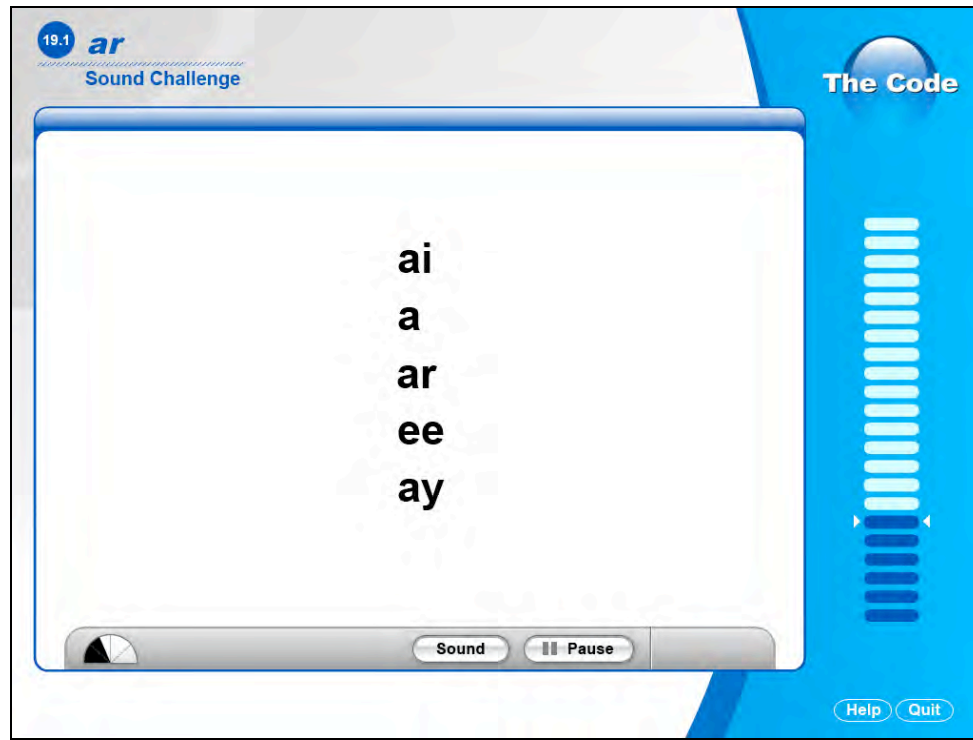 19.1 ar
Sound Challenge
The Code
ai
a
ar
ee
ay
Sound Pause
Help Quit